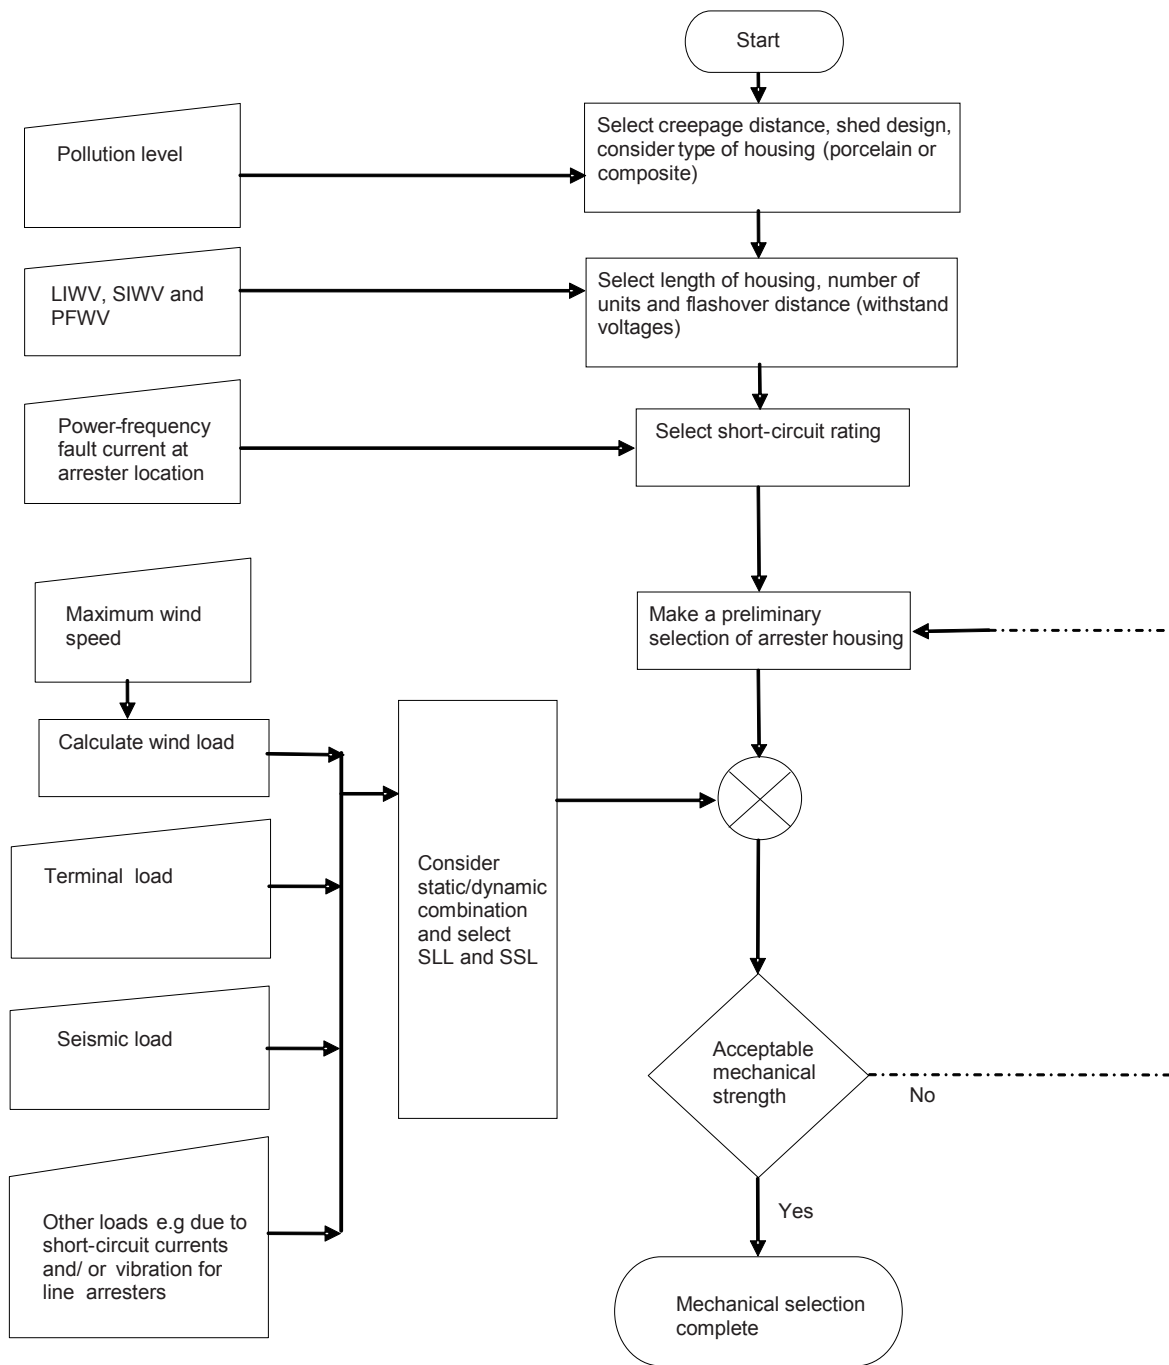 Start
Pollution level
Select creepage distance, shed design,
consider type of housing (porcelain or
composite)
LIWV, SIWV and
PFWV
Select length of housing, number of
units and flashover distance (withstand
voltages)
Power-frequency
fault current at
arrester location
Select short-circuit rating
Maximum wind
speed
Make a preliminary
selection of arrester housing
Calculate wind load
Terminal load
Consider
static/dynamic
combination
and select
SLL and SSL
Seismic load
Acceptable
mechanical
strength
No
Yes
Other loads e.g due to
short-circuit currents
and/ or vibration for
line arresters
Mechanical selection
complete